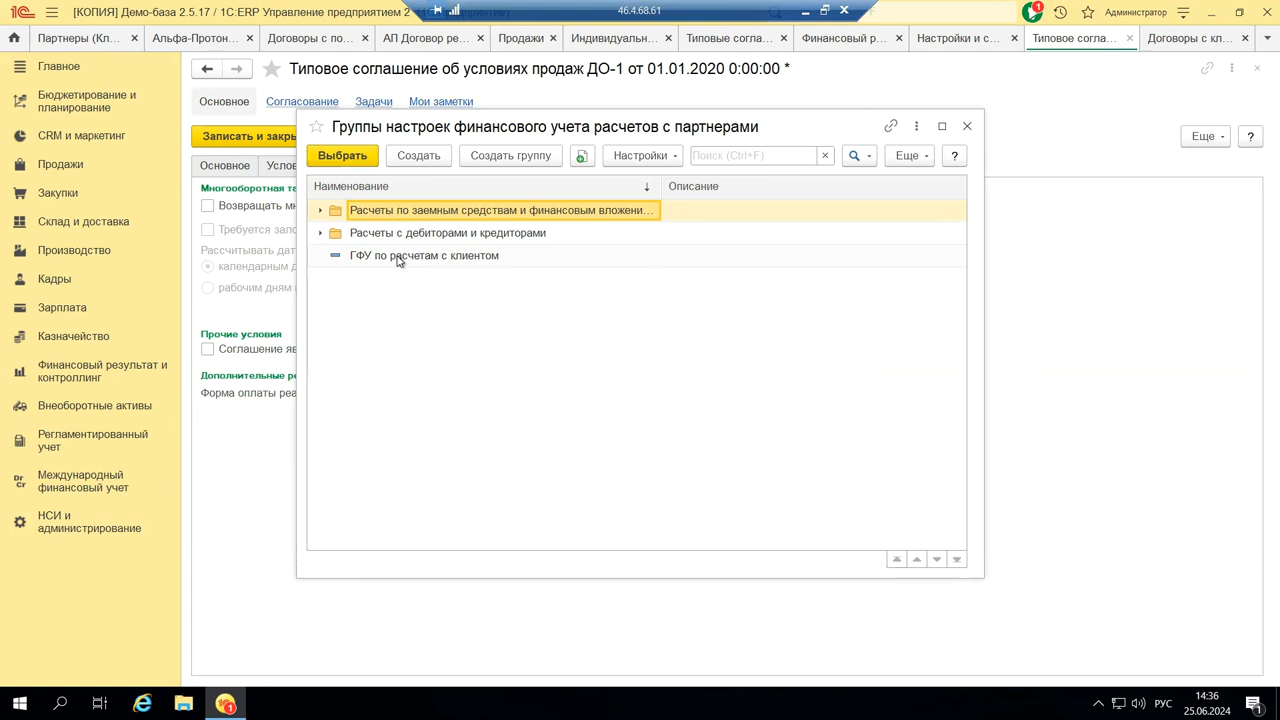 [КОПИЯ] Демо-база 2.5.17 / 1С:ERP Управление предприятием 2
46.4.68.61
Администратор
Партнеры (Кл...
Альфа-Протон...
Договоры с по...
АП Договор ре...
Продажи
Индивидуальн...
Типовые согла...
Финансовый р...
Настройки и с...
Типовое согла...
Договоры с кл...
Главное
Бюджетирование и
планирование
CRM и маркетинг
Продажи
Закупки
Склад и доставка
Производство
Кадры
Зарплата
Казначейство
Финансовый результат и
контроллинг
Внеоборотные активы
Регламентированный
учет
Международный
финансовый учет
НСИ и
администрирование
Типовое соглашение об условиях продаж ДО-1 от 01.01.2020 0:00:00 *
Основное
Согласование
Задачи
Мои заметки
Записать и закры
Еще
?
Основное
Усло
Многооборотная та
Возвращать мн
Требуется зало
Рассчитывать дат
календарным д
рабочим дням
Прочие условия
Соглашение яв
Дополнительные ре
Форма оплаты реа
Группы настроек финансового учета расчетов с партнерами
Выбрать
Создать
Создать группу
Настройки
Поиск (Ctrl+F)
Еще
?
Наименование
Описание
Расчеты по заемным средствам и финансовым вложени...
Расчеты с дебиторами и кредиторами
ГФУ по расчетам с клиентом
РУС
14:36
25.06.2024